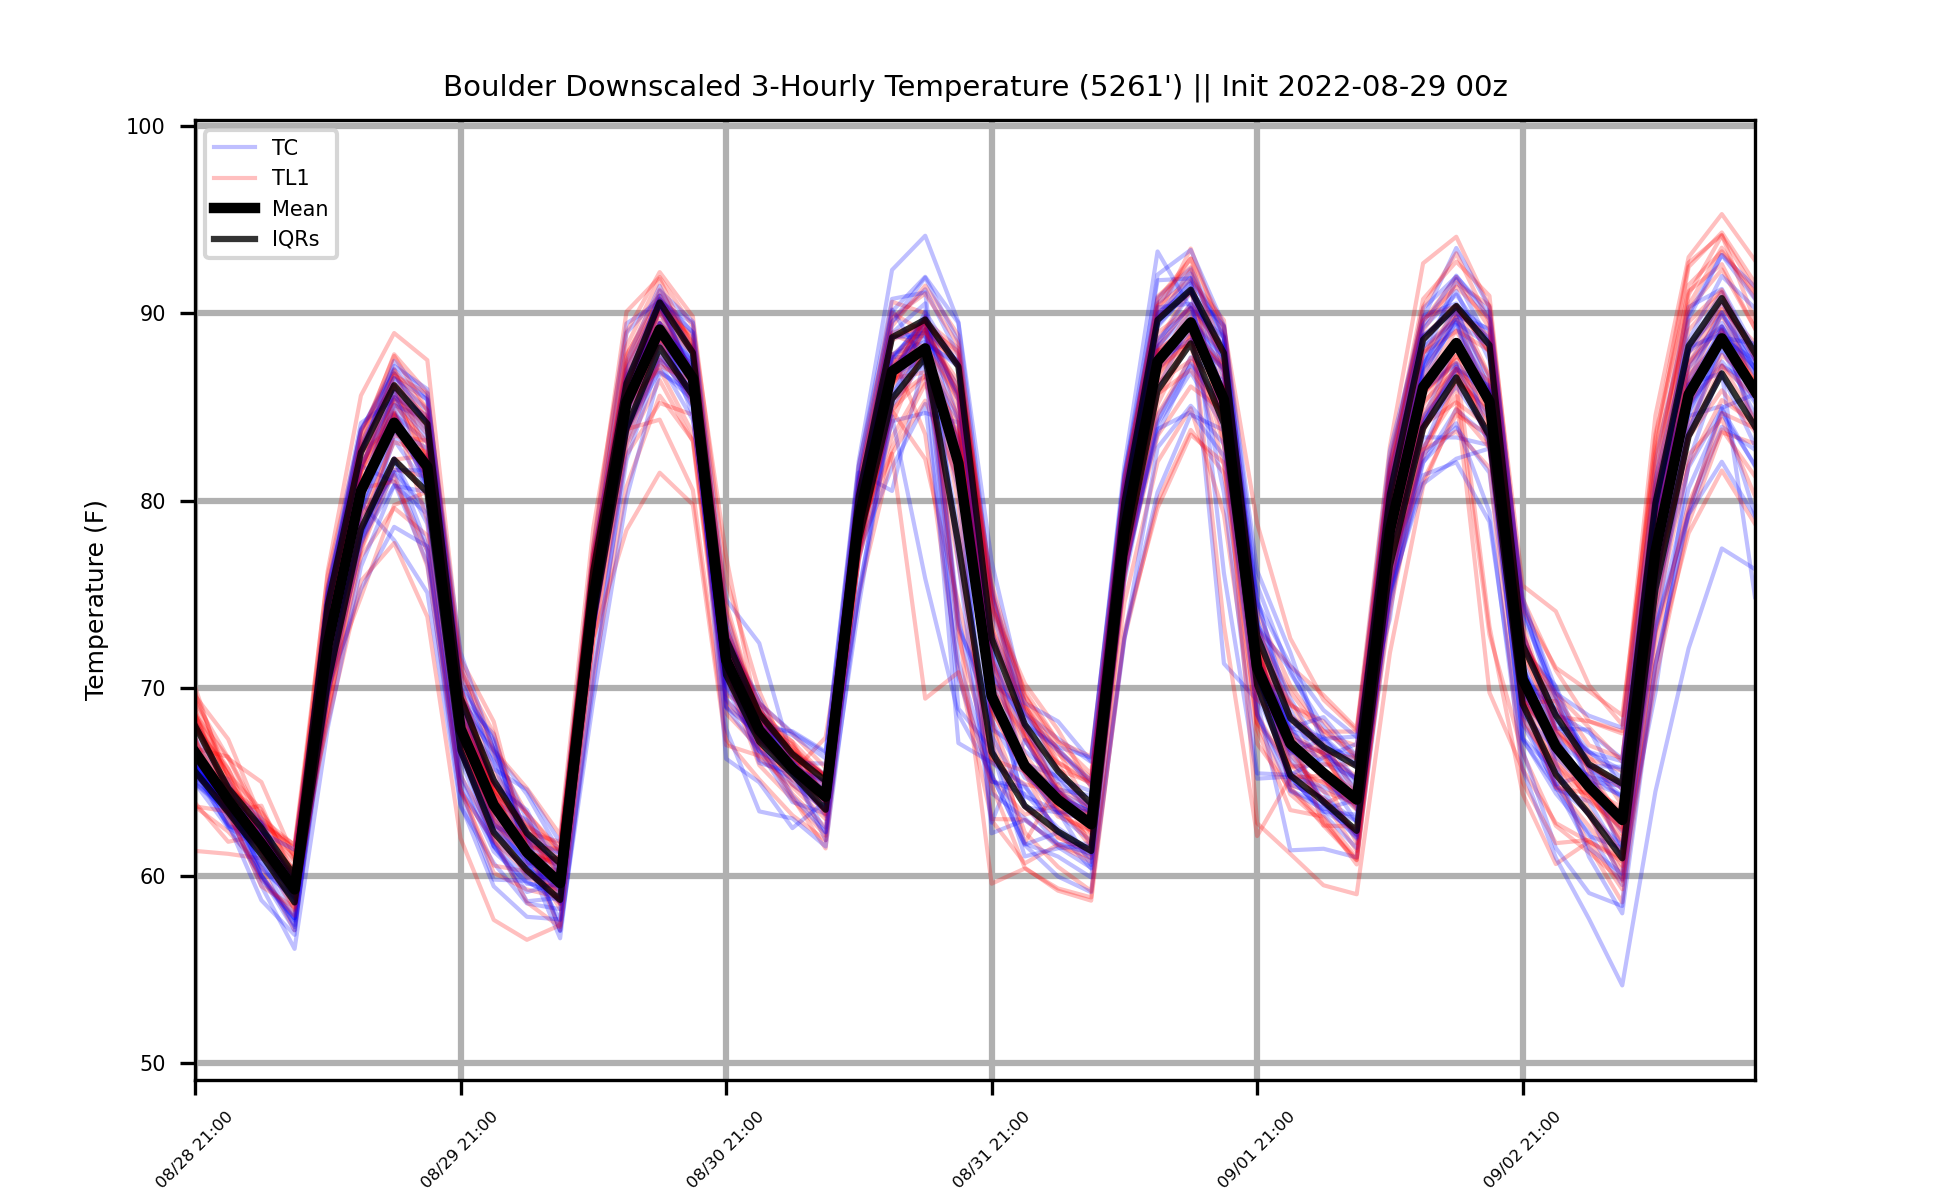 Boulder Downscaled 3-Hourly Temperature (5261') || Init 2022-08-29 00z
TC
TL1
Mean
IQRs
Temperature (F)
100
90
80
70
60
50
08/28 21:00
08/29 21:00
08/30 21:00
08/31 21:00
09/01 21:00
09/02 21:00